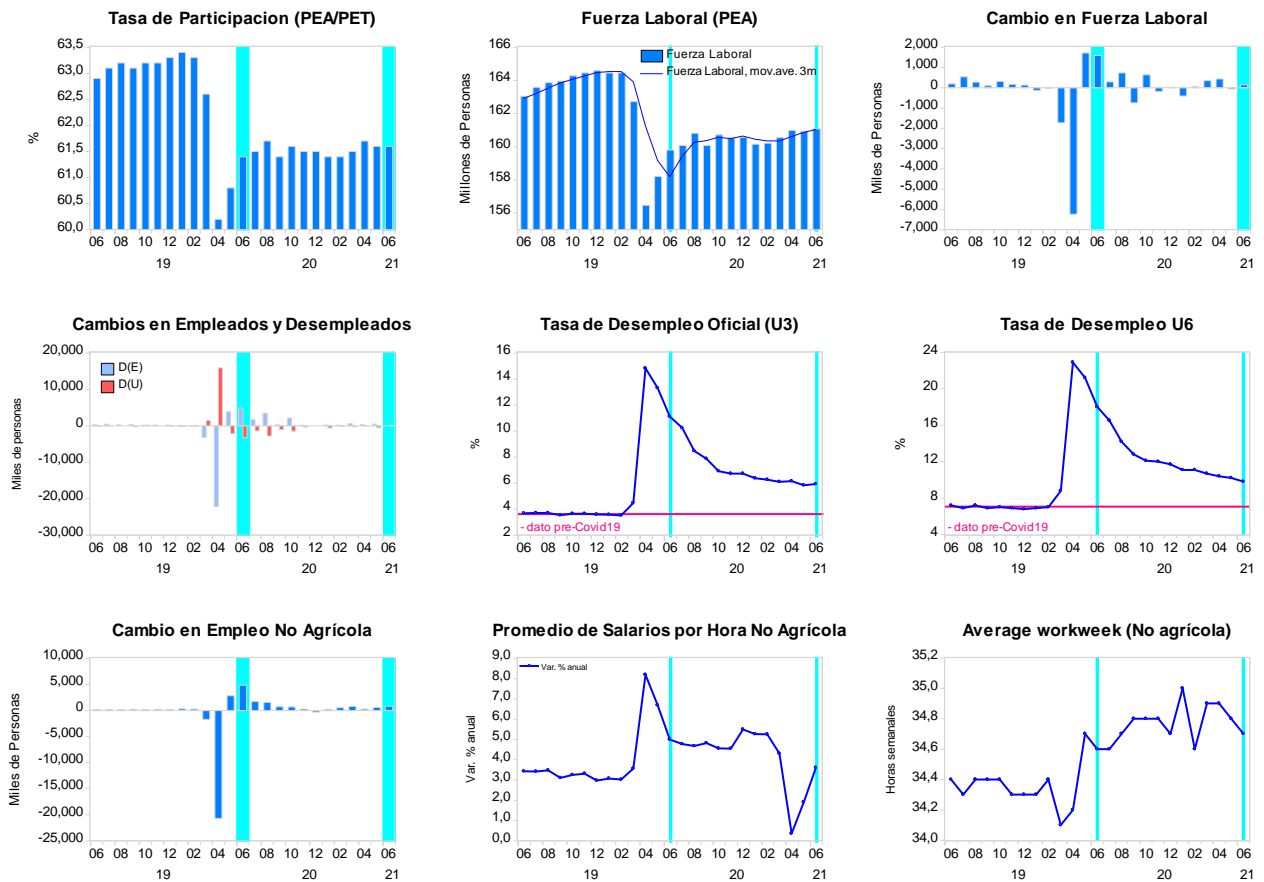 Tasa de Participacion (PEA/PET)
%
63,5
63,0
62,5
62,0
61,5
61,0
60,5
60,0
06 08 10 12 02 04 06 08 10 12 02 04 06
19 20 21
Fuerza Laboral (PEA)
Millones de Personas
166
164
162
160
158
156
Fuerza Laboral
Fuerza Laboral, mov.ave. 3m
06 08 10 12 02 04 06 08 10 12 02 04 06
19 20 21
Cambio en Fuerza Laboral
Miles de Personas
2,000
1,000
0
-1,000
-2,000
-3,000
-4,000
-5,000
-6,000
-7,000
06 08 10 12 02 04 06 08 10 12 02 04 06
19 20 21
Cambios en Empleados y Desempleados
Miles de personas
20,000
10,000
0
-10,000
-20,000
-30,000
D(E)
D(U)
06 08 10 12 02 04 06 08 10 12 02 04 06
19 20 21
Tasa de Desempleo Oficial (U3)
%
16
14
12
10
8
6
4
2
- dato pre-Covid19
06 08 10 12 02 04 06 08 10 12 02 04 06
19 20 21
Tasa de Desempleo U6
%
24
20
16
12
8
4
- dato pre-Covid19
06 08 10 12 02 04 06 08 10 12 02 04 06
19 20 21
Cambio en Empleo No Agrícola
Miles de Personas
10,000
5,000
0
-5,000
-10,000
-15,000
-20,000
-25,000
06 08 10 12 02 04 06 08 10 12 02 04 06
19 20 21
Promedio de Salarios por Hora No Agrícola
Var. % anual
9,0
8,0
7,0
6,0
5,0
4,0
3,0
2,0
1,0
0,0
Var. % anual
06 08 10 12 02 04 06 08 10 12 02 04 06
19 20 21
Average workweek (No agrícola)
Horas semanales
35,2
35,0
34,8
34,6
34,4
34,2
34,0
06 08 10 12 02 04 06 08 10 12 02 04 06
19 20 21